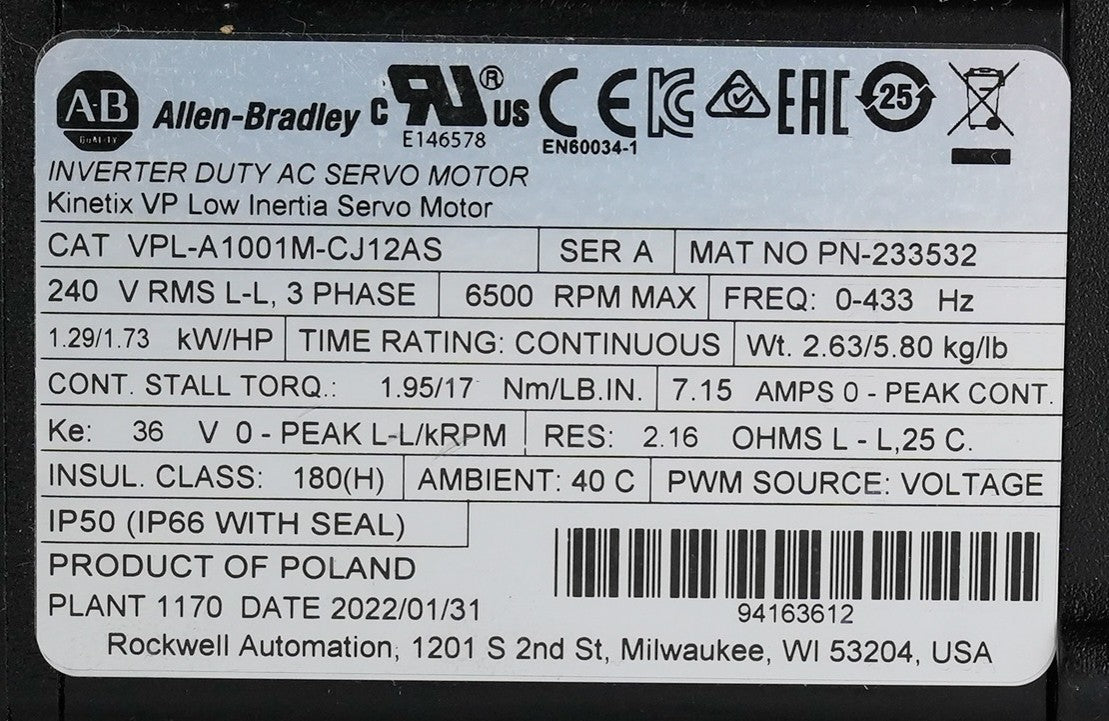 A-B QUALITY Allen-Bradley C RU ® US CE KC EAC 25
E146578 EN60034-1
INVERTER DUTY AC SERVO MOTOR
Kinetix VP Low Inertia Servo Motor
CAT VPL-A1001M-CJ12AS SER A MAT NO PN-233532
240 V RMS L-L, 3 PHASE 6500 RPM MAX FREQ: 0-433 Hz
1.29/1.73 kW/HP TIME RATING: CONTINUOUS Wt. 2.63/5.80 kg/lb
CONT. STALL TORQ.: 1.95/17 Nm/LB.IN. 7.15 AMPS 0 - PEAK CONT.
Ke: 36 V 0 - PEAK L-L/kRPM RES: 2.16 OHMS L - L,25 C.
INSUL. CLASS: 180(H) AMBIENT: 40 C PWM SOURCE: VOLTAGE
IP50 (IP66 WITH SEAL)
PRODUCT OF POLAND
PLANT 1170 DATE 2022/01/31
94163612
Rockwell Automation, 1201 S 2nd St, Milwaukee, WI 53204, USA